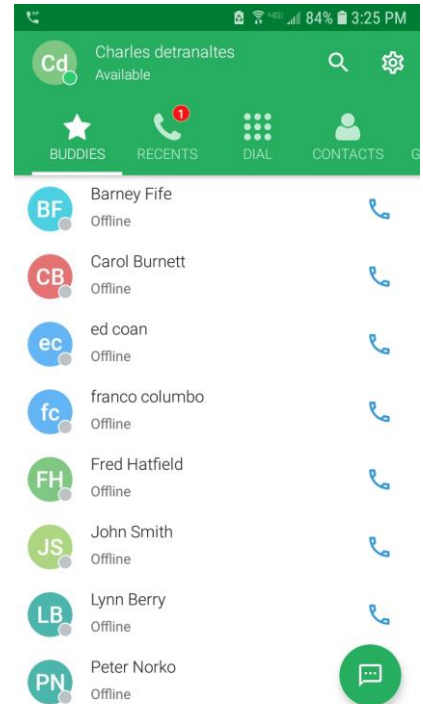 84% 3:25 PM
Cd
Charles detranaltes
Available
1
BUDDIES RECENTS DIAL CONTACTS G
BF
Barney Fife
Offline
CB
Carol Burnett
Offline
ec
ed coan
Offline
fc
franco columbo
Offline
FH
Fred Hatfield
Offline
JS
John Smith
Offline
LB
Lynn Berry
Offline
PN
Peter Norko
Offline